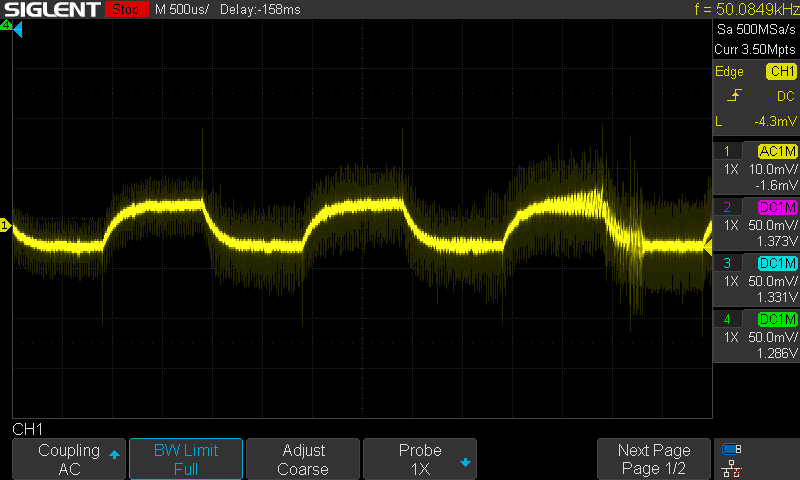 SIGLENT Stop M 500us/ Delay:-158ms f = 50.0849kHz
Sa 500MSa/s
Curr 3.50Mpts
Edge CH1
DC
L -4.3mV
1 AC1M
1X 10.0mV/
-1.6mV
2 DC1M
1X 50.0mV/
1.373V
3 DC1M
1X 50.0mV/
1.331V
4 DC1M
1X 50.0mV/
1.286V
4
1
CH1
Coupling
AC
BW Limit
Full
Adjust
Coarse
Probe
1X
Next Page
Page 1/2